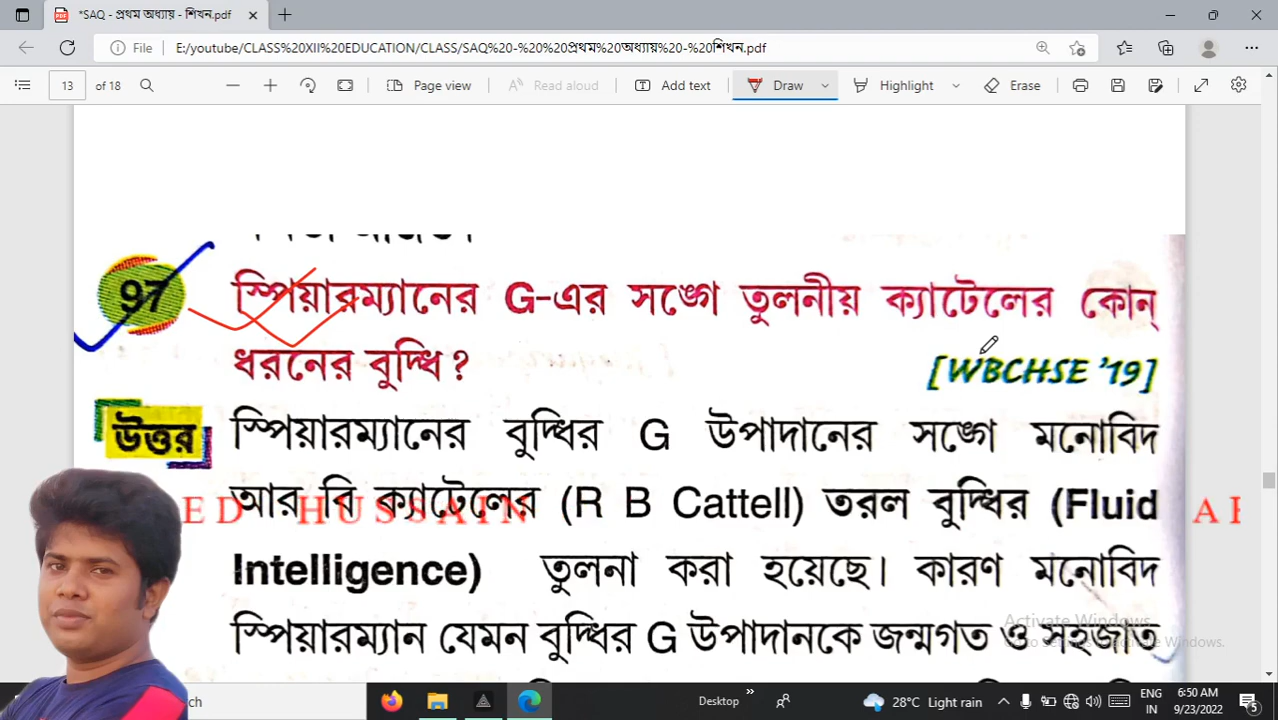 *SAQ - প্রথম অধ্যায় - শিখন.pdf
File E:/youtube/CLASS%20XII%20EDUCATION/CLASS/SAQ%20-%20%20প্রথম%20অধ্যায়%20-%20শিখন.pdf
13 of 18 Page view Read aloud Add text Draw Highlight Erase
97 স্পিয়ারম্যানের G-এর সঙ্গে তুলনীয় ক্যাটেলের কোন্
ধরনের বুদ্ধি? [WBCHSE '19]
উত্তর স্পিয়ারম্যানের বুদ্ধির G উপাদানের সঙ্গে মনোবিদ
আর বি ক্যাটেলের (R B Cattell) তরল বুদ্ধির (Fluid
ED HUSSAIN
Intelligence) তুলনা করা হয়েছে। কারণ মনোবিদ
Activate Windows
স্পিয়ারম্যান যেমন বুদ্ধির G উপাদানকে জন্মগত ও সহজাত
Desktop 28°C Light rain ENG IN 6:50 AM 9/23/2022